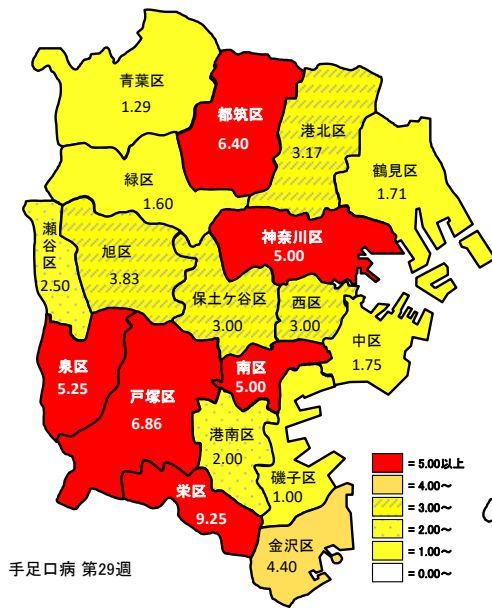 青葉区
1.29
都筑区
6.40
港北区
3.17
鶴見区
1.71
緑区
1.60
瀬谷区
2.50
旭区
3.83
神奈川区
5.00
保土ケ谷区
3.00
西区
3.00
中区
1.75
泉区
5.25
戸塚区
6.86
南区
5.00
港南区
2.00
磯子区
1.00
栄区
9.25
金沢区
4.40
= 5.00以上
= 4.00~
= 3.00~
= 2.00~
= 1.00~
= 0.00~
手足口病 第29週